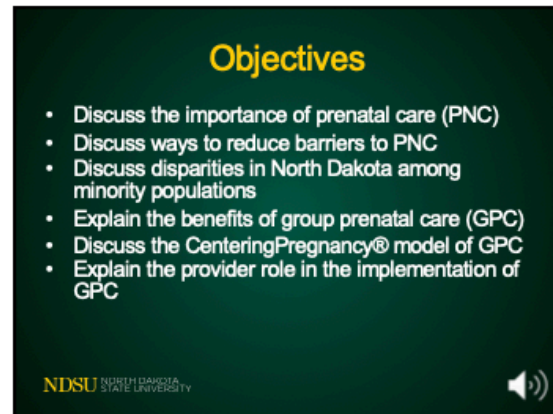 Objectives
• Discuss the importance of prenatal care (PNC)
• Discuss ways to reduce barriers to PNC
• Discuss disparities in North Dakota among
minority populations
• Explain the benefits of group prenatal care (GPC)
• Discuss the CenteringPregnancy® model of GPC
• Explain the provider role in the implementation of
GPC
NDSU NORTH DAKOTA
STATE UNIVERSITY